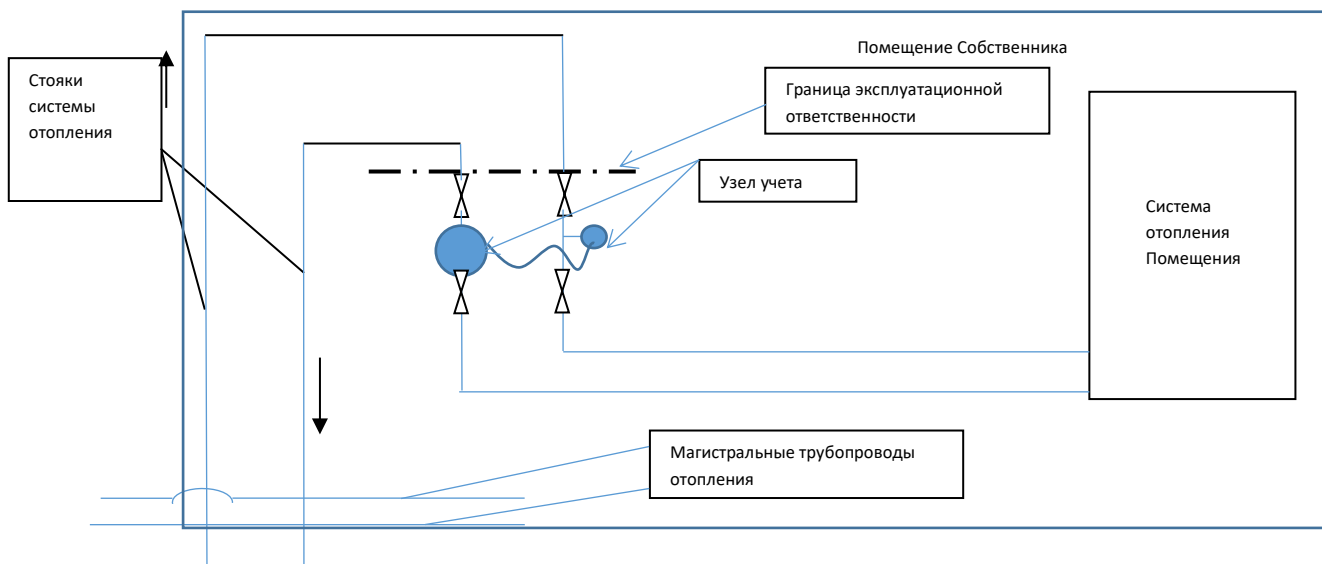 Помещение Собственника
Стояки
системы
отопления
Граница эксплуатационной
ответственности
Узел учета
Система
отопления
Помещения
Магистральные трубопроводы
отопления